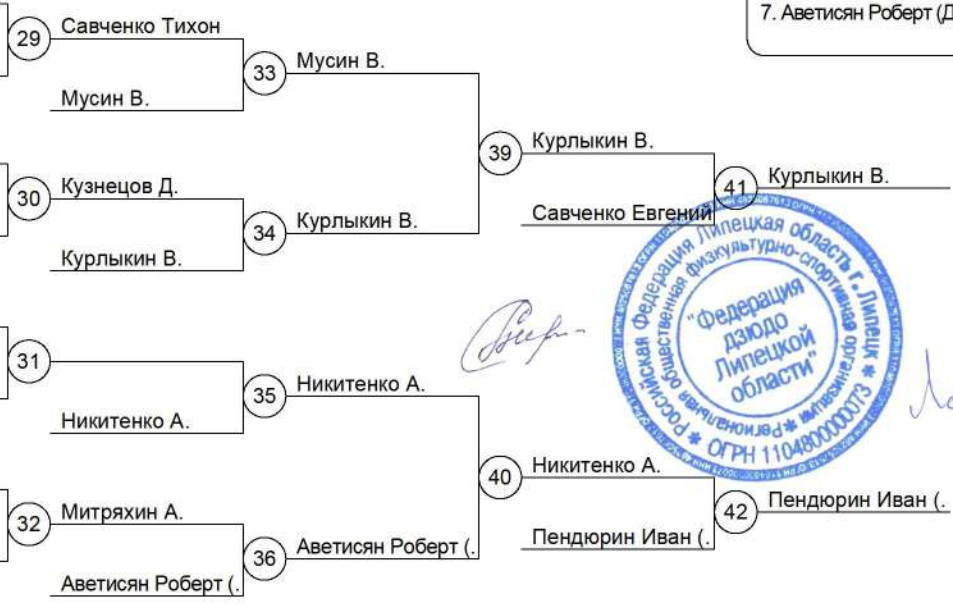 7. Аветисян Роберт (Д
29 Савченко Тихон
Мусин В.
33 Мусин В.
39 Курлыкин В.
30 Кузнецов Д.
Курлыкин В.
34 Курлыкин В.
Савченко Евгений
41 Курлыкин В.
31
Никитенко А.
35 Никитенко А.
40 Никитенко А.
32 Митряхин А.
Аветисян Роберт (.
36 Аветисян Роберт (.
Пендюрин Иван (.
42 Пендюрин Иван (.
Российская Федерация Липецкая область г. Липецк * ОГРН 1104800000073 *
Региональная общественная физкультурно-спортивная организация *
"Федерация
дзюдо
Липецкой
области"